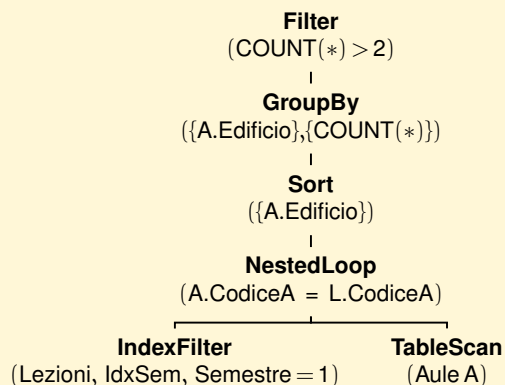 Filter
(COUNT(∗) > 2)
GroupBy
({A.Edificio},{COUNT(∗)})
Sort
({A.Edificio})
NestedLoop
(A.CodiceA = L.CodiceA)
IndexFilter TableScan
(Lezioni, IdxSem, Semestre = 1) (Aule A)